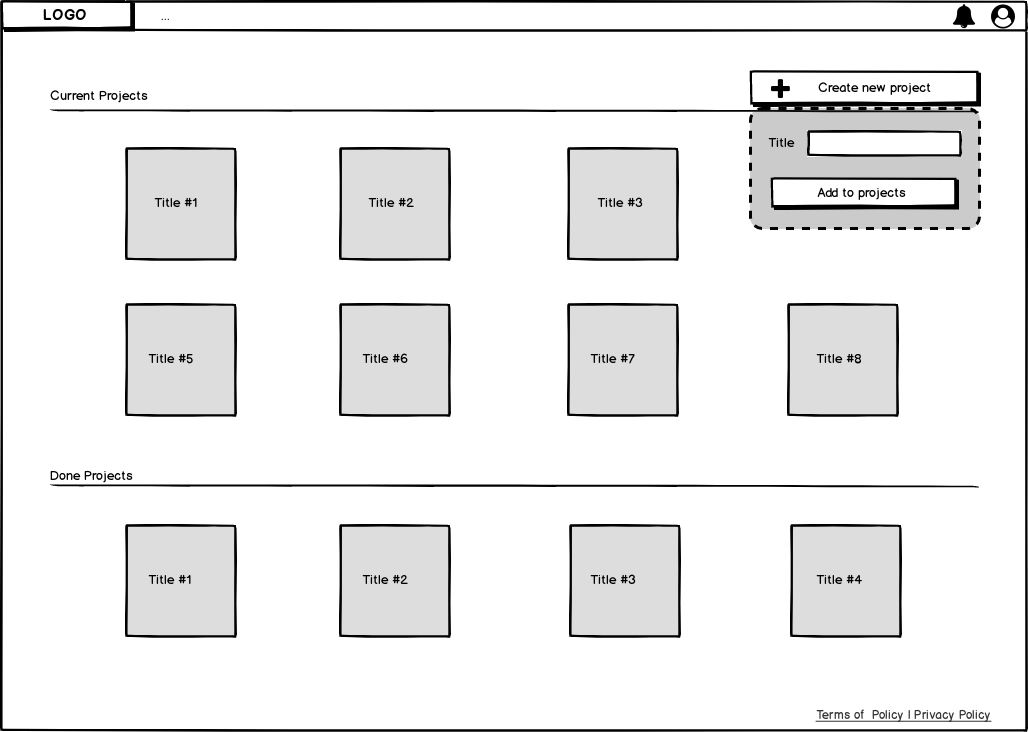 LOGO
...
Create new project
Current Projects
Title
Add to projects
Title #1
Title #2
Title #3
Title #5
Title #6
Title #7
Title #8
Done Projects
Title #1
Title #2
Title #3
Title #4
Terms of  Policy | Privacy Policy